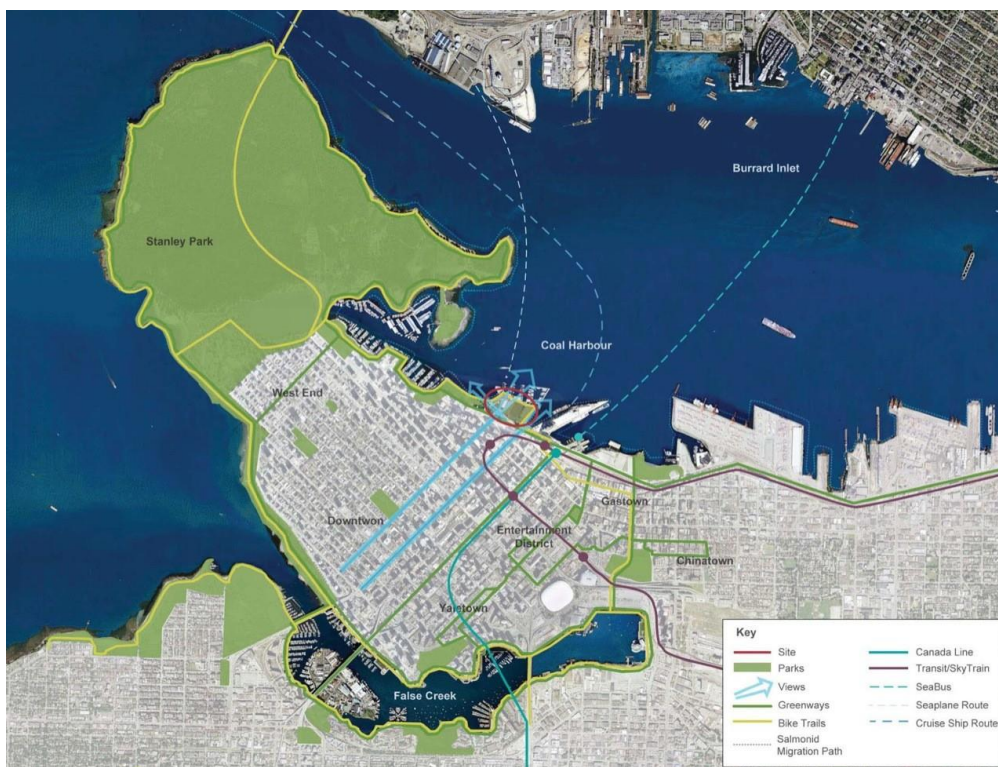 Burrard Inlet
Stanley Park
Coal Harbour
West End
Gastown
Downtwon
Entertainment
District
Chinatown
Yaletown
False Creek
Key
Site
Parks
Views
Greenways
Bike Trails
Salmonid
Migration Path
Canada Line
Transit/SkyTrain
SeaBus
Seaplane Route
Cruise Ship Route